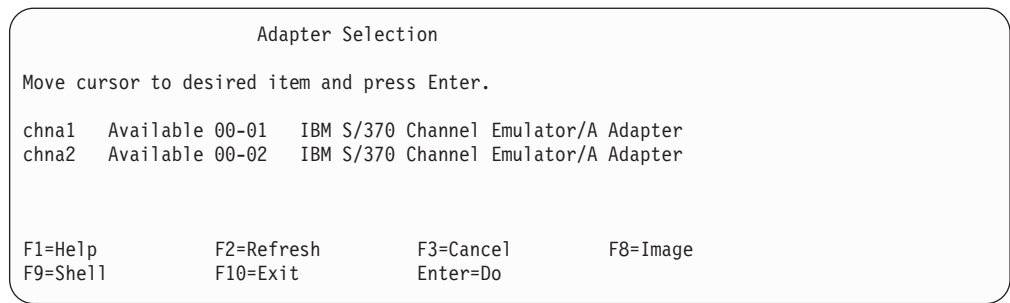 Adapter Selection
Move cursor to desired item and press Enter.
chna1 Available 00-01 IBM S/370 Channel Emulator/A Adapter
chna2 Available 00-02 IBM S/370 Channel Emulator/A Adapter
F1=Help F2=Refresh F3=Cancel F8=Image
F9=Shell F10=Exit Enter=Do